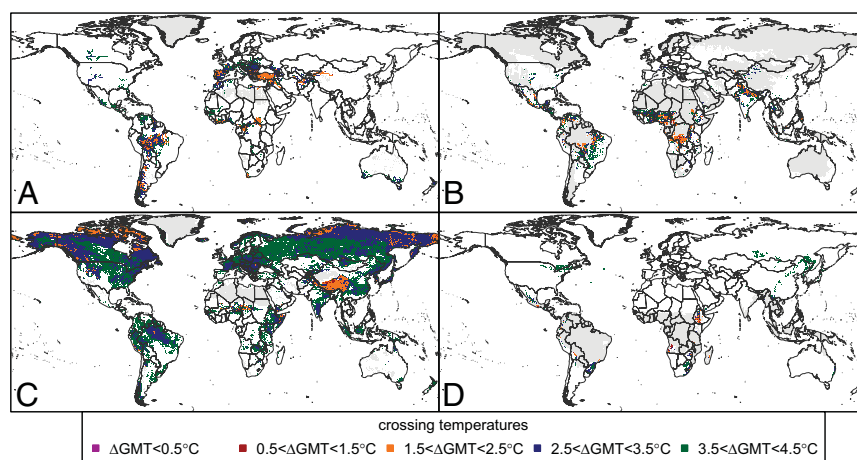 A
B
C
D
crossing temperatures
ΔGMT<0.5°C 0.5<ΔGMT<1.5°C 1.5<ΔGMT<2.5°C 2.5<ΔGMT<3.5°C 3.5<ΔGMT<4.5°C